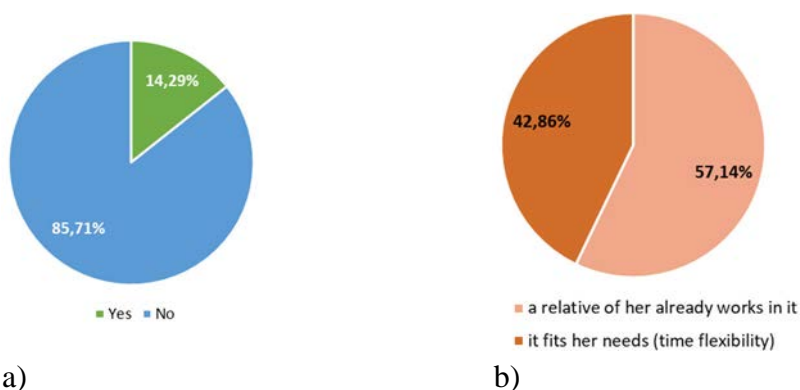 14,29%
85,71%
Yes No
a)
42,86%
57,14%
a relative of her already works in it
it fits her needs (time flexibility)
b)